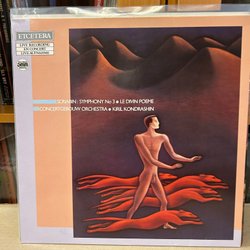 ETCETERA
LIVE RECORDING
EN CONCERT
LIVE-AUFNAHME
SCRIABIN: SYMPHONY No 3 • LE DIVIN POEME
CONCERTGEBOUW ORCHESTRA • KIRIL KONDRASHIN